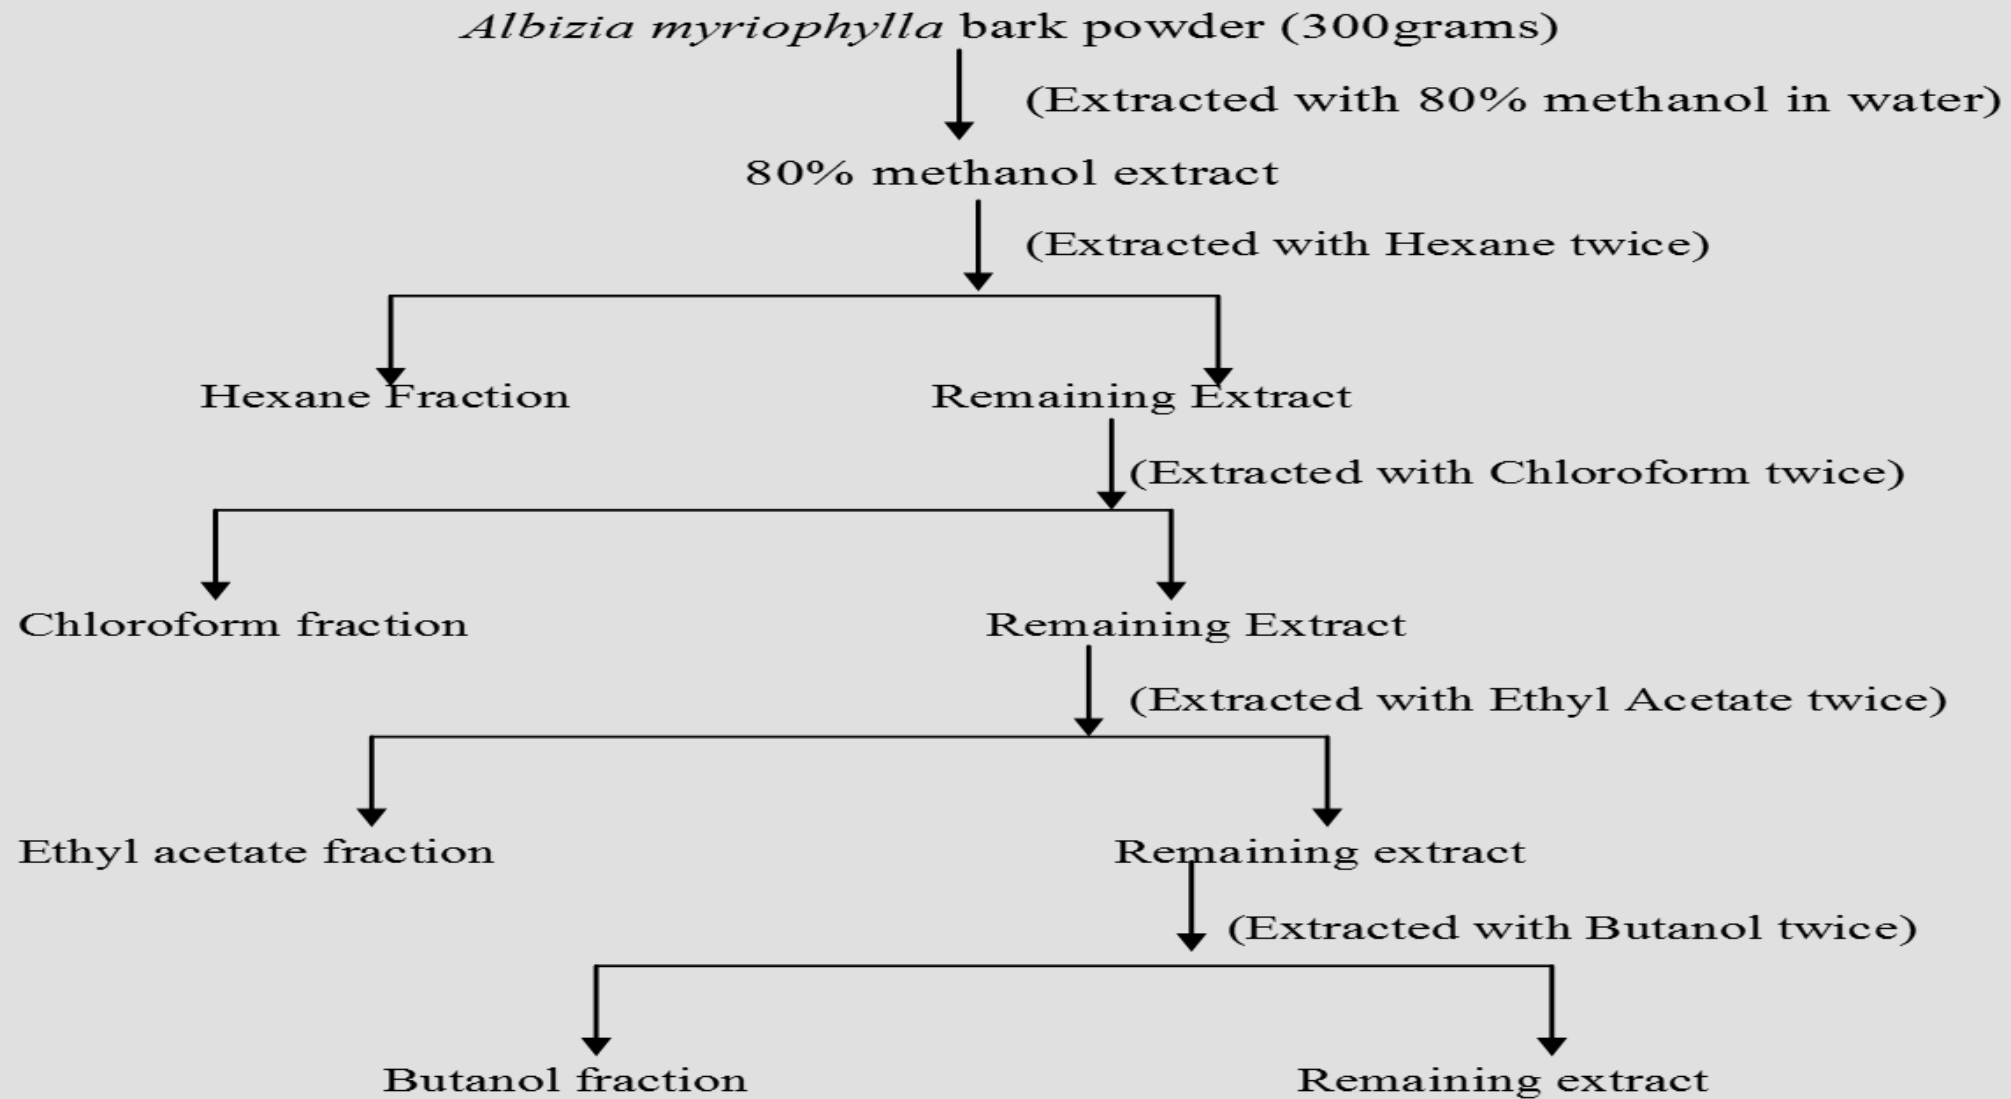 Albizia myriophylla bark powder (300grams)
(Extracted with 80% methanol in water)
80% methanol extract
(Extracted with Hexane twice)
Hexane Fraction
Remaining Extract
(Extracted with Chloroform twice)
Chloroform fraction
Remaining Extract
(Extracted with Ethyl Acetate twice)
Ethyl acetate fraction
Remaining extract
(Extracted with Butanol twice)
Butanol fraction
Remaining extract